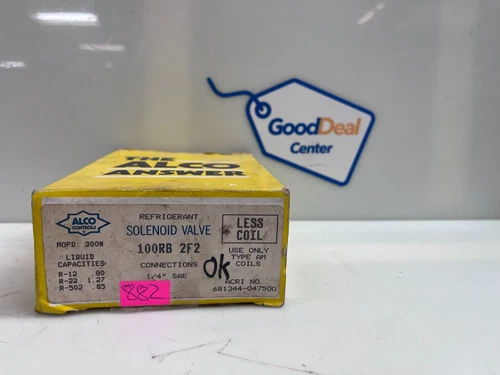 GoodDeal
Center
THE
ALCO
ANSWER
ALCO
CONTROLS
REFRIGERANT
SOLENOID VALVE
LESS
COIL
MOPD: 300#
100RB 2F2
USE ONLY
TYPE AM
COILS
LIQUID
CAPACITIES
CONNECTIONS
1/4" SAE
OK
R-12 .80
R-22 1.27
R-502 .85
882
ACRI NO.
681344-047500